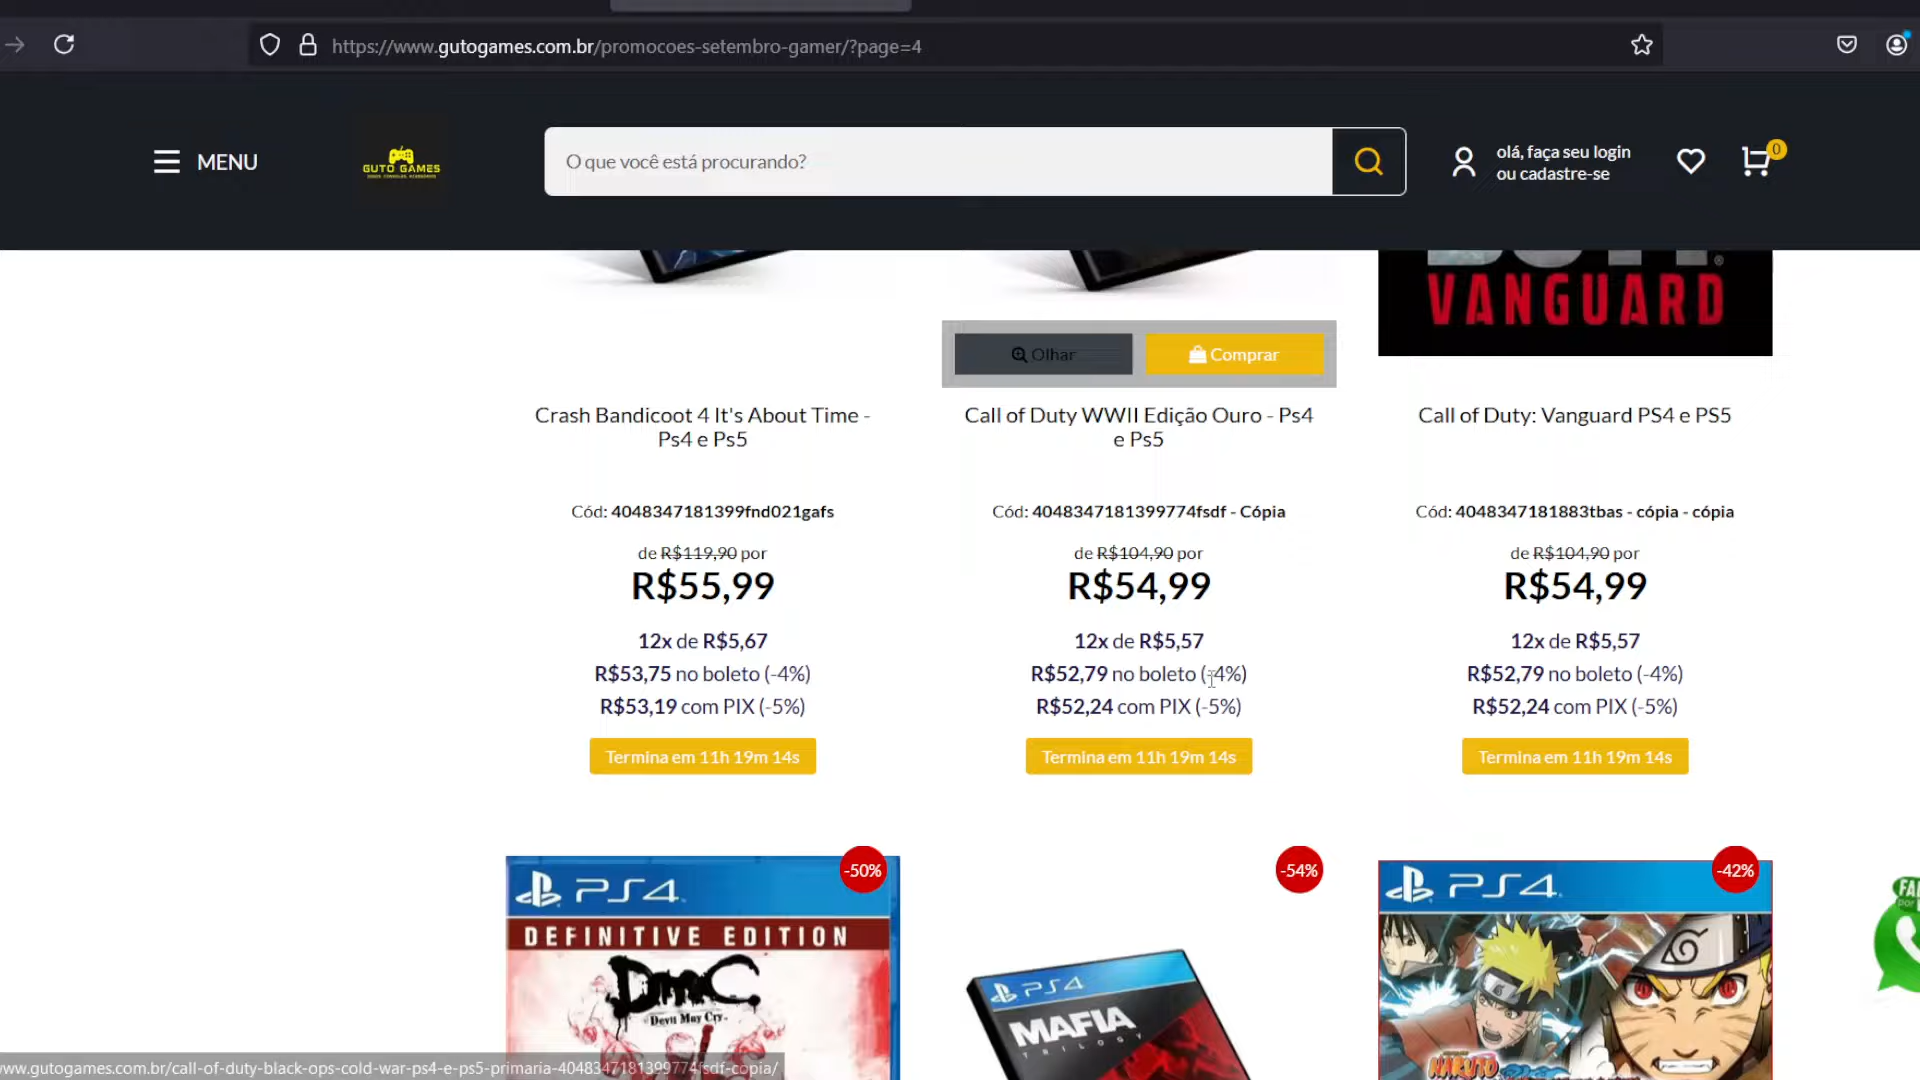 https://www.gutogames.com.br/promocoes-setembro-gamer/?page=4
MENU
GUTO GAMES
O que você está procurando?
olá, faça seu login
ou cadastre-se
0
VANGUARD
Olhar
Comprar
Crash Bandicoot 4 It's About Time -
Ps4 e Ps5
Call of Duty WWII Edição Ouro - Ps4
e Ps5
Call of Duty: Vanguard PS4 e PS5
Cód: 4048347181399fnd021gafs
Cód: 4048347181399774fsdf - Cópia
Cód: 4048347181883tbas - cópia - cópia
de R$119,90 por
de R$104,90 por
de R$104,90 por
R$55,99
R$54,99
R$54,99
12x de R$5,67
12x de R$5,57
12x de R$5,57
R$53,75 no boleto (-4%)
R$52,79 no boleto (-4%)
R$52,79 no boleto (-4%)
R$53,19 com PIX (-5%)
R$52,24 com PIX (-5%)
R$52,24 com PIX (-5%)
Termina em 11h 19m 14s
Termina em 11h 19m 14s
Termina em 11h 19m 14s
-50%
-54%
-42%
PS4
DEFINITIVE EDITION
DmC
Devil May Cry
PS4
MAFIA
TRILOGY
PS4
NARUTO
www.gutogames.com.br/call-of-duty-black-ops-cold-war-ps4-e-ps5-primaria-4048347181399774fsdf-copia/